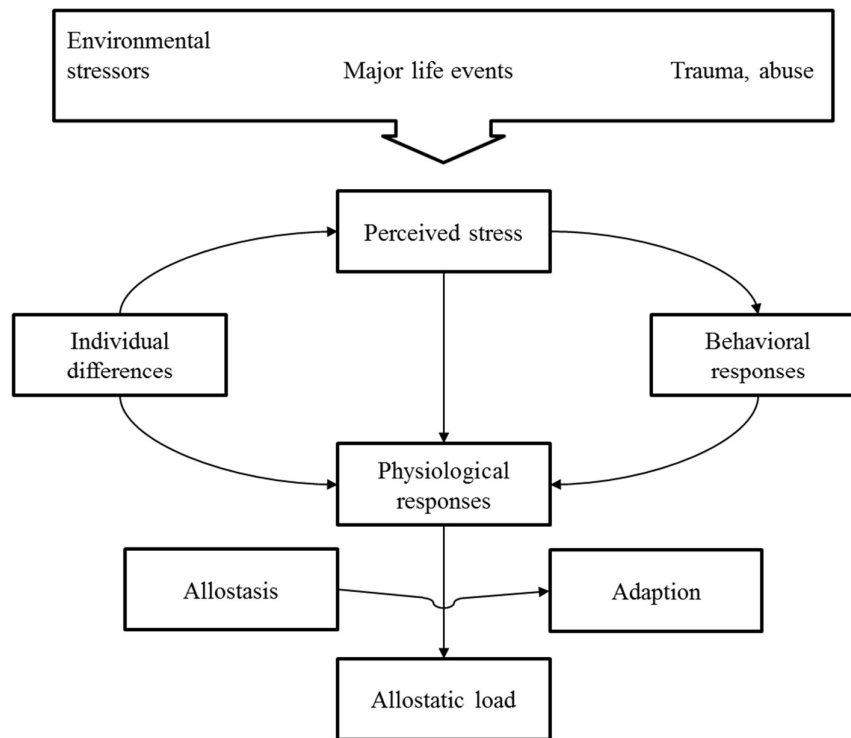 Environmental
stressors
Major life events
Trauma, abuse
Perceived stress
Individual
differences
Behavioral
responses
Physiological
responses
Allostasis
Adaption
Allostatic load